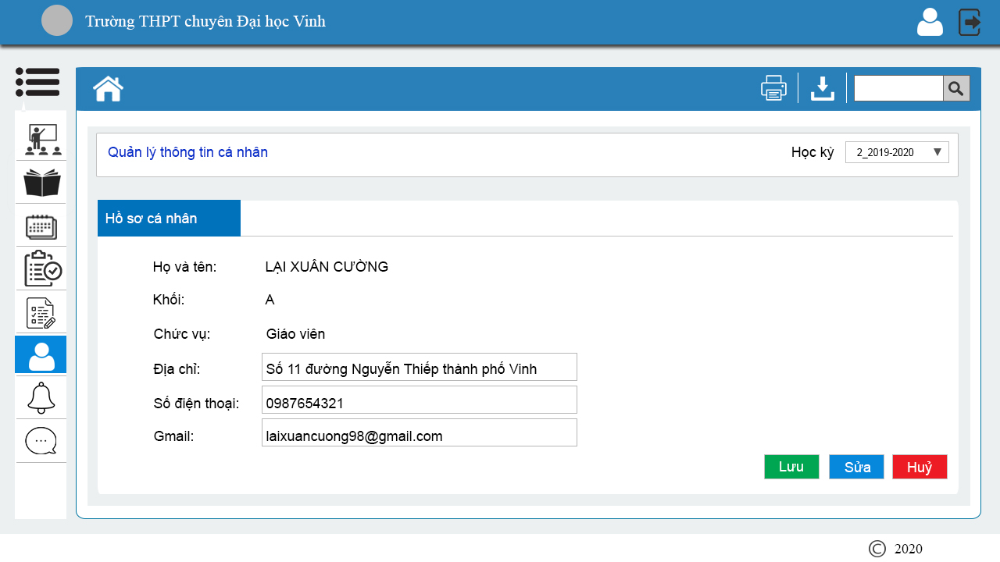 Trường THPT chuyên Đại học Vinh
Quản lý thông tin cá nhân
Học kỳ 2_2019-2020
Hồ sơ cá nhân
Họ và tên: LẠI XUÂN CƯỜNG
Khối: A
Chức vụ: Giáo viên
Địa chỉ: Số 11 đường Nguyễn Thiếp thành phố Vinh
Số điện thoại: 0987654321
Gmail: laixuancuong98@gmail.com
Lưu Sửa Huỷ
© 2020